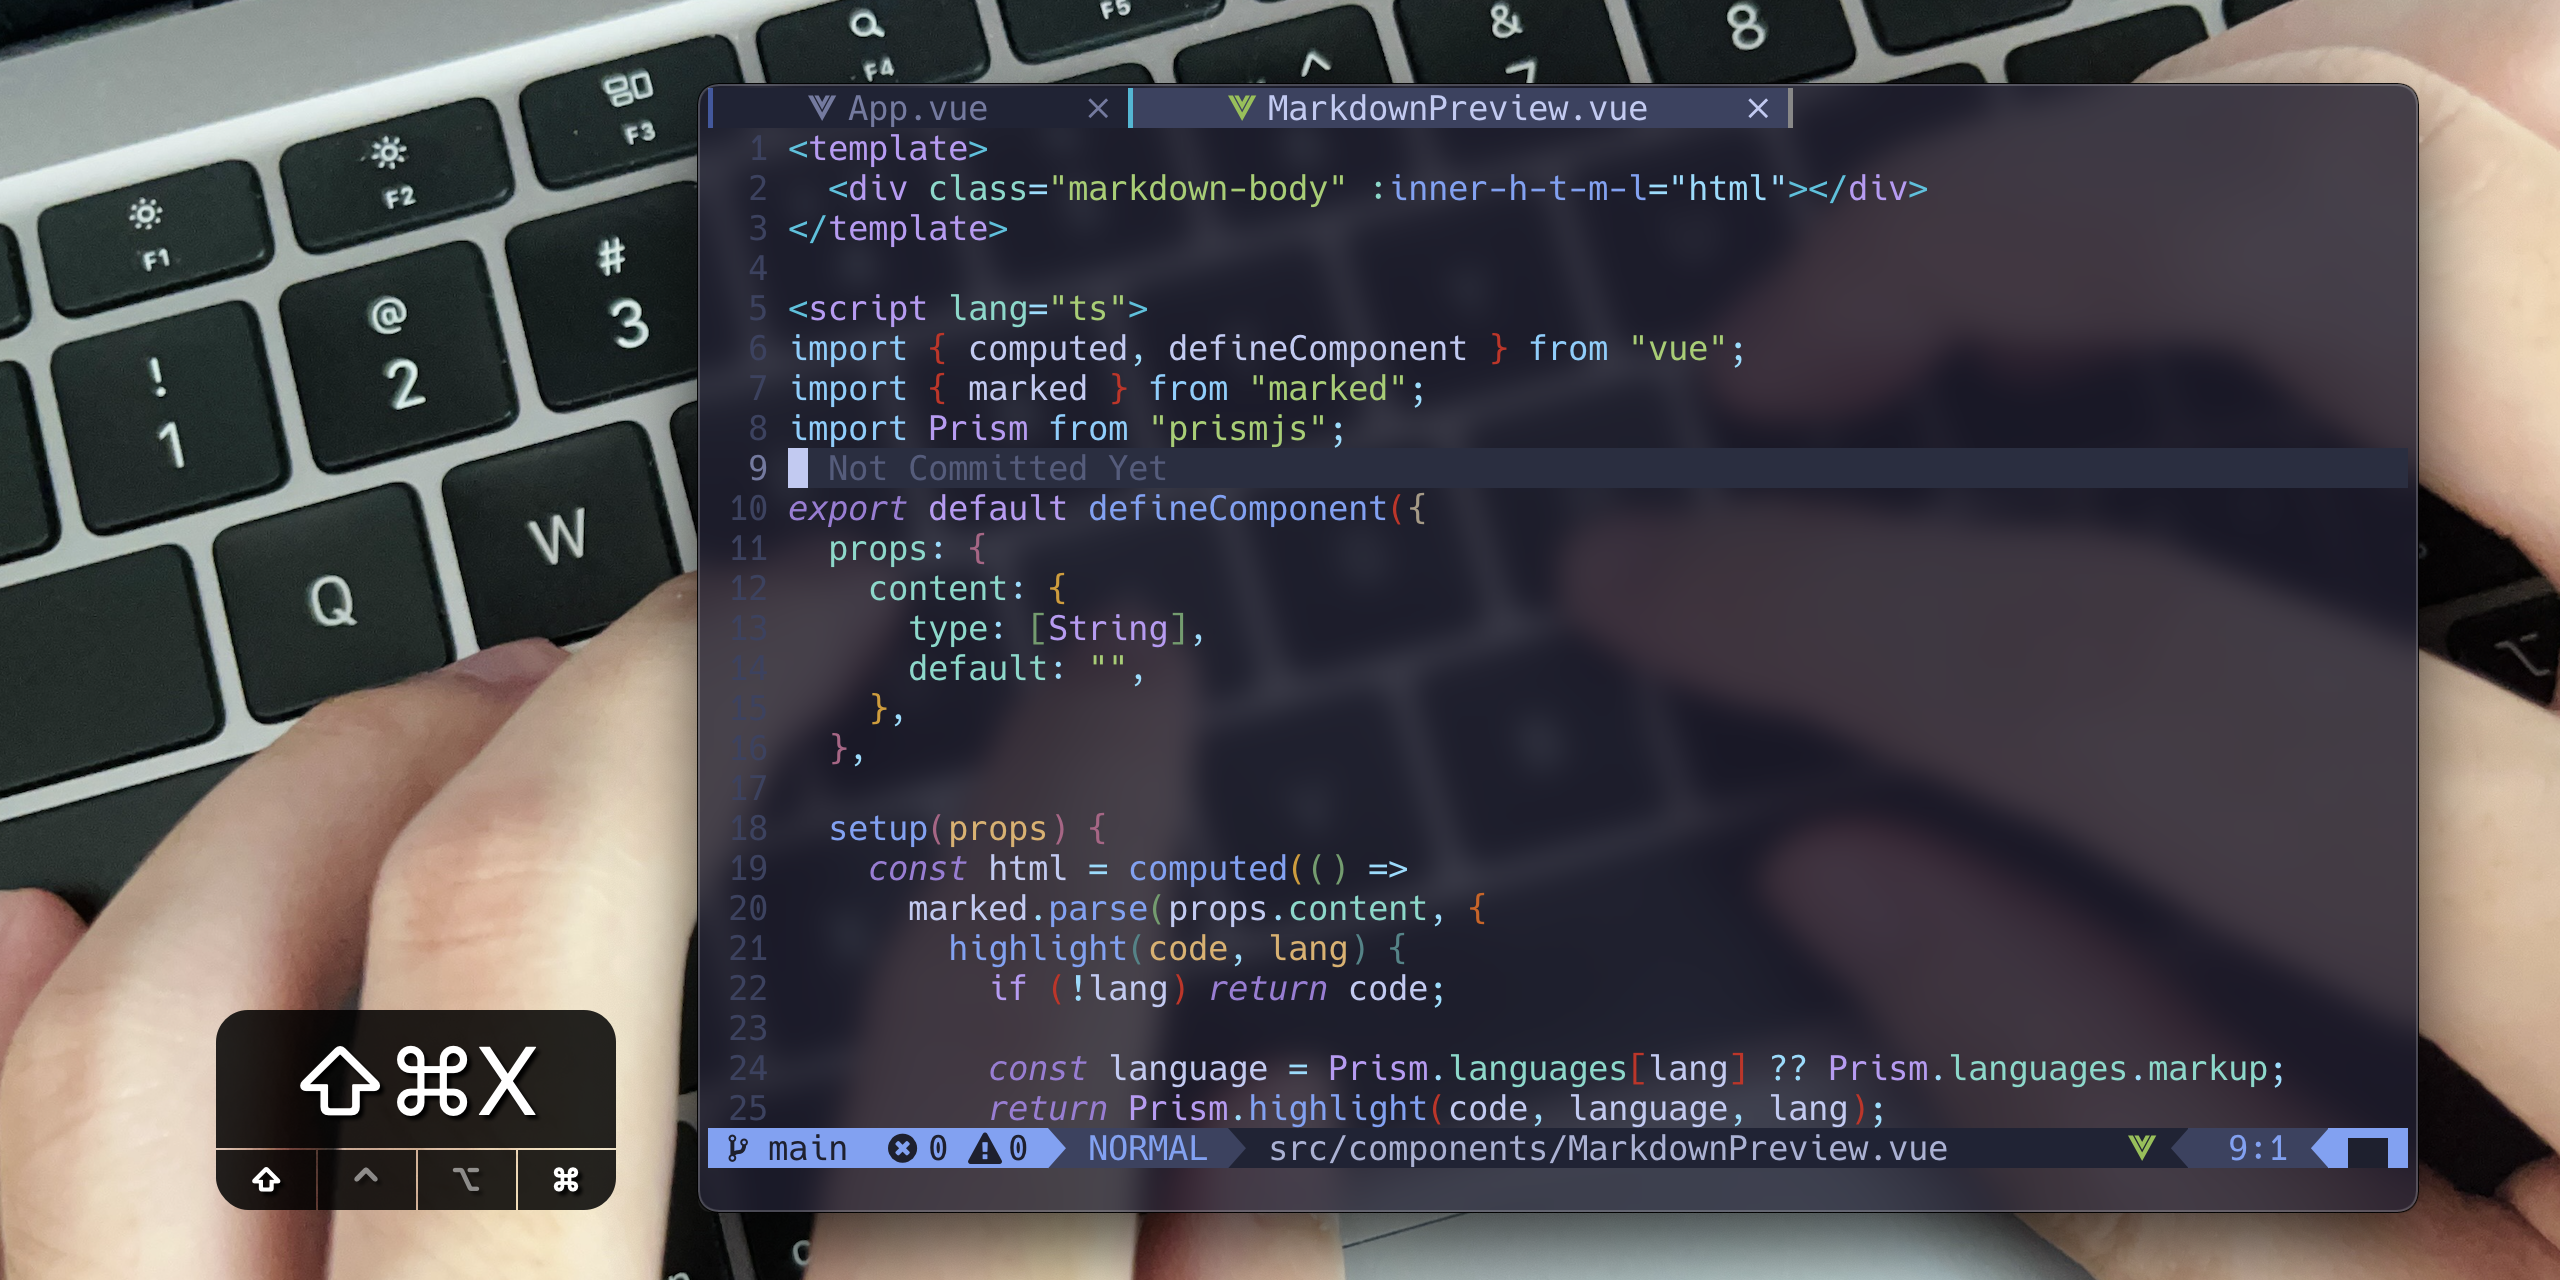 F5
F4
F3
F2
F1
^
&
7
8
#
3
@
2
!
1
W
Q
App.vue × MarkdownPreview.vue ×
1 <template>
2 <div class="markdown-body" :inner-h-t-m-l="html"></div>
3 </template>
4
5 <script lang="ts">
6 import { computed, defineComponent } from "vue";
7 import { marked } from "marked";
8 import Prism from "prismjs";
9 Not Committed Yet
10 export default defineComponent({
11 props: {
12 content: {
13 type: [String],
14 default: "",
15 },
16 },
17
18 setup(props) {
19 const html = computed(() =>
20 marked.parse(props.content, {
21 highlight(code, lang) {
22 if (!lang) return code;
23
24 const language = Prism.languages[lang] ?? Prism.languages.markup;
25 return Prism.highlight(code, language, lang);
main 0 0 NORMAL src/components/MarkdownPreview.vue 9:1
⇧⌘X
⇧ ^ ⌥ ⌘
⌥